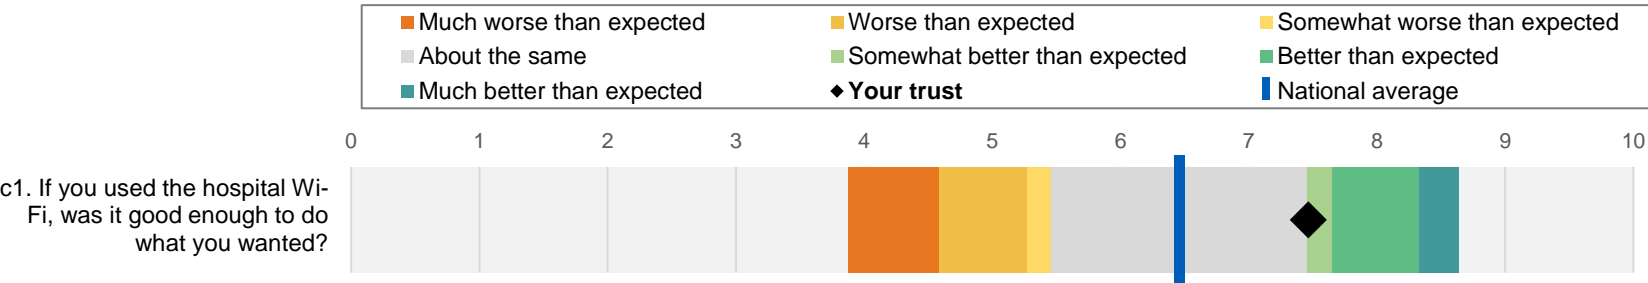 Much worse than expected Worse than expected Somewhat worse than expected
About the same Somewhat better than expected Better than expected
Much better than expected Your trust National average
0 1 2 3 4 5 6 7 8 9 10
c1. If you used the hospital Wi-
Fi, was it good enough to do
what you wanted?